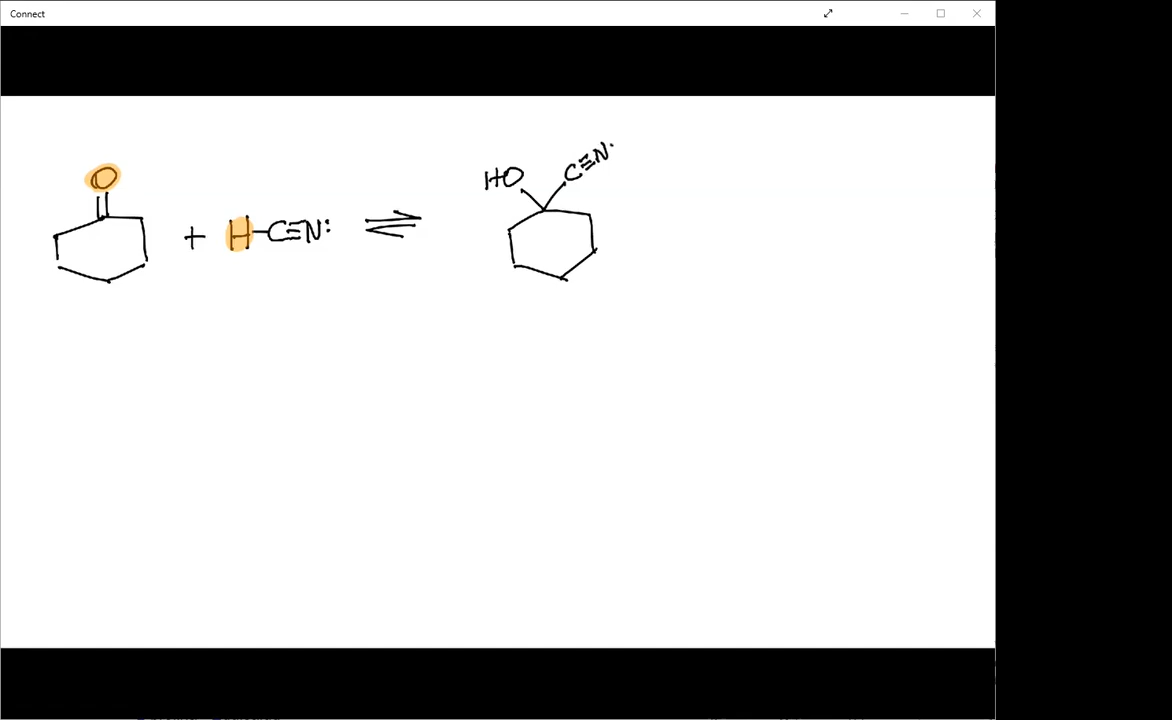 Connect
O
+ H-C≡N: ⇌
HO C≡N.